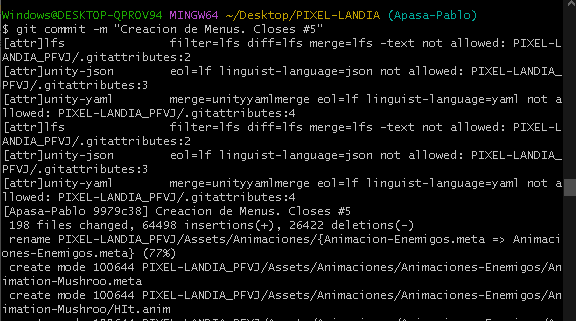 Windows@DESKTOP-QPROV94 MINGW64 ~/Desktop/PIXEL-LANDIA (Apasa-Pablo)
$ git commit -m "Creacion de Menus. Closes #5"
[attr]lfs filter=lfs diff=lfs merge=lfs -text not allowed: PIXEL-L
ANDIA_PFVJ/.gitattributes:2
[attr]unity-json eol=lf linguist-language=json not allowed: PIXEL-LANDIA_
PFVJ/.gitattributes:3
[attr]unity-yaml merge=unityyamlmerge eol=lf linguist-language=yaml not a
llowed: PIXEL-LANDIA_PFVJ/.gitattributes:4
[attr]lfs filter=lfs diff=lfs merge=lfs -text not allowed: PIXEL-L
ANDIA_PFVJ/.gitattributes:2
[attr]unity-json eol=lf linguist-language=json not allowed: PIXEL-LANDIA_
PFVJ/.gitattributes:3
[attr]unity-yaml merge=unityyamlmerge eol=lf linguist-language=yaml not a
llowed: PIXEL-LANDIA_PFVJ/.gitattributes:4
[Apasa-Pablo 9979c38] Creacion de Menus. Closes #5
198 files changed, 64498 insertions(+), 26422 deletions(-)
rename PIXEL-LANDIA_PFVJ/Assets/Animaciones/{Animacion-Enemigos.meta => Animaci
ones-Enemigos.meta} (77%)
create mode 100644 PIXEL-LANDIA_PFVJ/Assets/Animaciones/Animaciones-Enemigos/An
imation-Mushroo.meta
create mode 100644 PIXEL-LANDIA_PFVJ/Assets/Animaciones/Animaciones-Enemigos/An
imation-Mushroo/HIt.anim